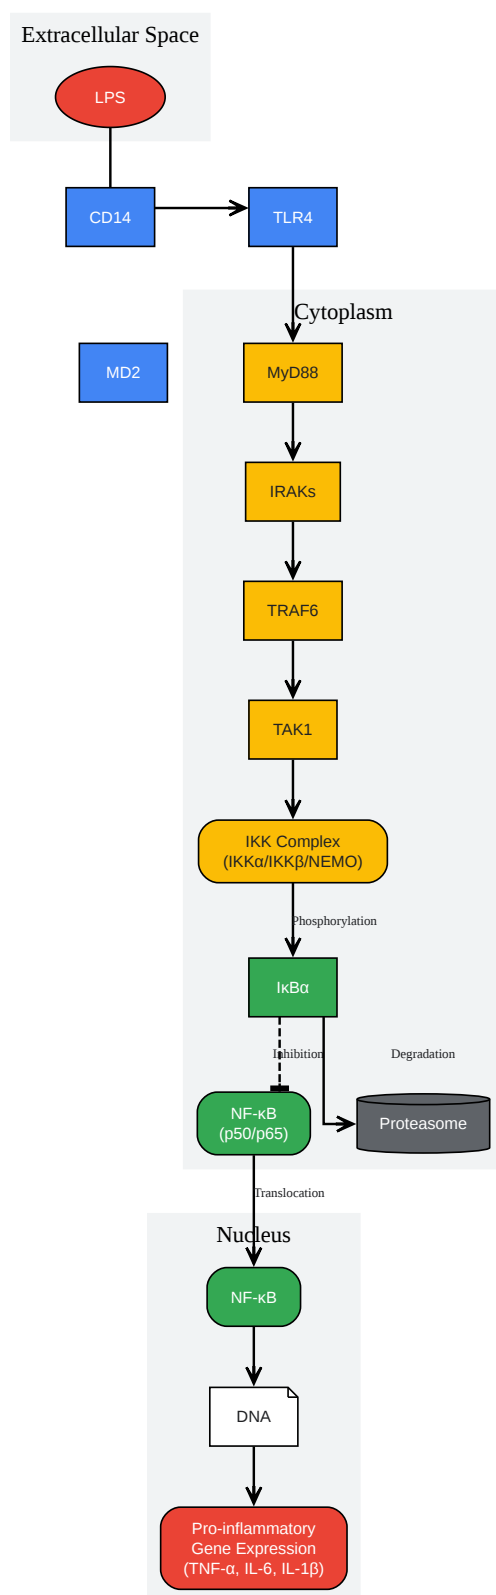 Extracellular Space
LPS
CD14
TLR4
Cytoplasm
MD2
MyD88
IRAKs
TRAF6
TAK1
IKK Complex
(IKKα/IKKβ/NEMO)
Phosphorylation
IκBα
Inhibition
Degradation
NF-κB
(p50/p65)
Proteasome
Translocation
Nucleus
NF-κB
DNA
Pro-inflammatory
Gene Expression
(TNF-α, IL-6, IL-1β)